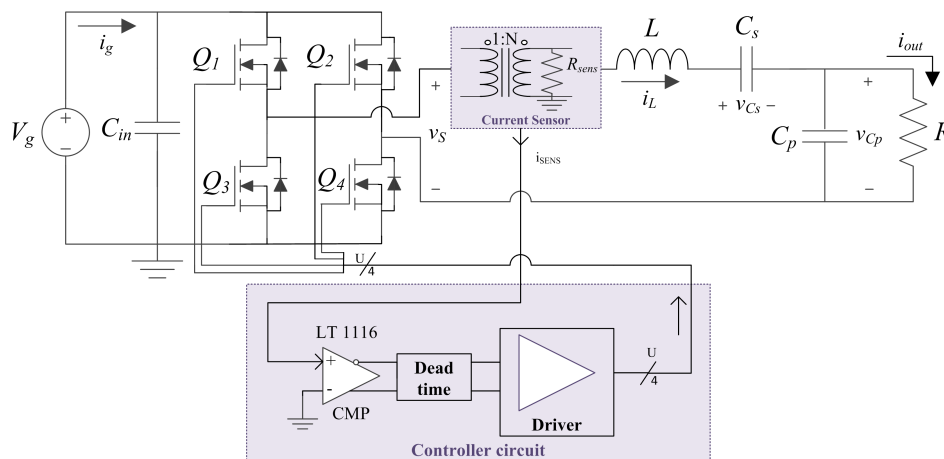 i_g
Q_1
Q_2
1:N
R_sens
Current Sensor
L
i_L
C_s
+ v_Cs −
i_out
V_g
+
−
C_in
+
v_S
−
i_SENS
C_p
+
v_Cp
−
R
Q_3
Q_4
U
4
LT 1116
+
-
CMP
Dead
time
Driver
U
4
Controller circuit